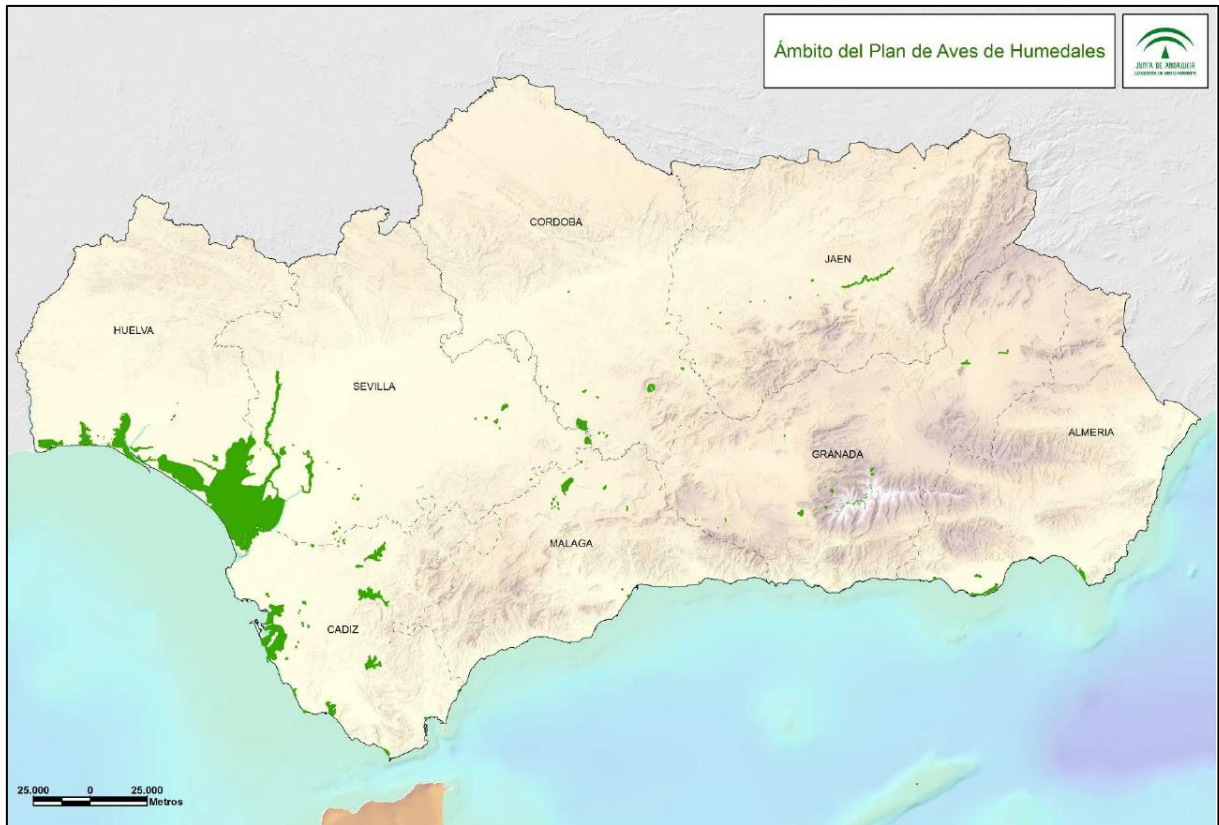 Ámbito del Plan de Aves de Humedales
JUNTA DE ANDALUCIA
CORDOBA
JAEN
HUELVA
SEVILLA
ALMERIA
GRANADA
MALAGA
CADIZ
25.000 0 25.000
Metros